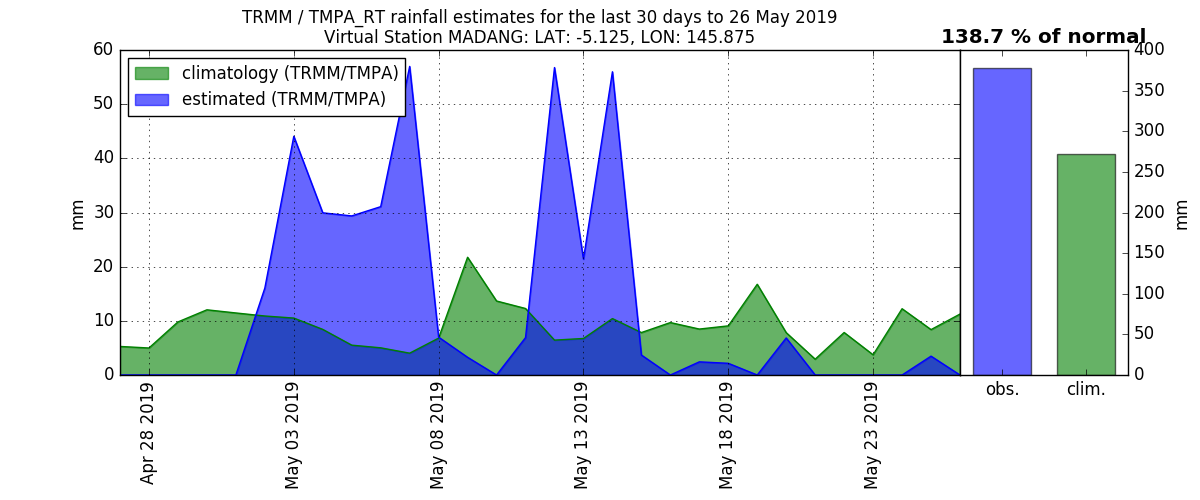 TRMM / TMPA_RT rainfall estimates for the last 30 days to 26 May 2019
Virtual Station MADANG: LAT: -5.125, LON: 145.875
138.7 % of normal
climatology (TRMM/TMPA)
estimated (TRMM/TMPA)
mm
60
50
40
30
20
10
0
Apr 28 2019
May 03 2019
May 08 2019
May 13 2019
May 18 2019
May 23 2019
400
350
300
250
200
150
100
50
0
mm
obs.
clim.